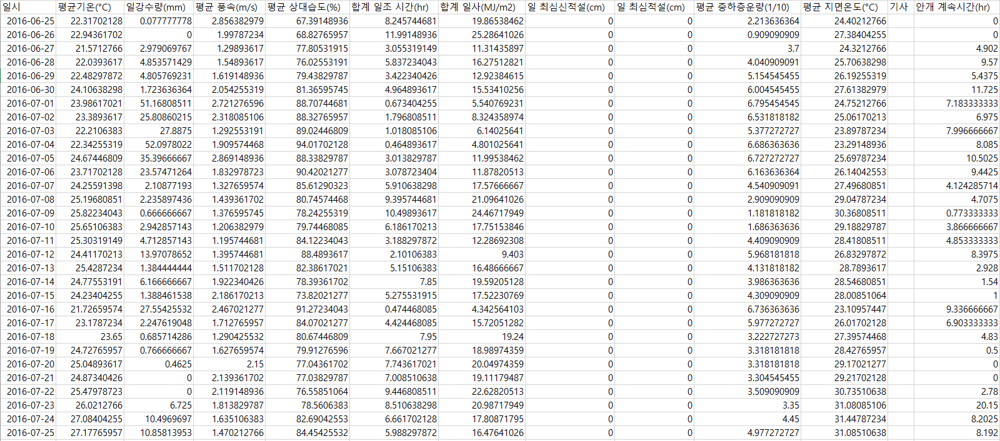 일시 평균기온(°C) 일강수량(mm) 평균 풍속(m/s) 평균 상대습도(%) 합계 일조 시간(hr) 합계 일사(MJ/m2) 일 최심신적설(cm) 일 최심적설(cm) 평균 중하층운량(1/10) 평균 지면온도(°C) 기사 안개 계속시간(hr)
2016-06-25 22.31702128 0.077777778 2.856382979 67.39148936 8.245744681 19.86538462 0 0 2.213636364 24.40212766 0
2016-06-26 22.94361702 0 1.99787234 68.82765957 11.99148936 25.28641026 0 0 0.909090909 27.38404255 0
2016-06-27 21.5712766 2.979069767 1.29893617 77.80531915 3.055319149 11.31435897 0 0 3.7 24.3212766 4.902
2016-06-28 22.0393617 4.853571429 1.54893617 76.02553191 5.837234043 16.27512821 0 0 4.040909091 25.70638298 9.57
2016-06-29 22.48297872 4.805769231 1.619148936 79.43829787 3.422340426 12.92384615 0 0 5.154545455 26.19255319 5.4375
2016-06-30 24.10638298 1.723636364 2.054255319 81.36595745 4.964893617 15.53410256 0 0 6.004545455 27.61382979 11.725
2016-07-01 23.98617021 51.16808511 2.721276596 88.70744681 0.673404255 5.540769231 0 0 6.795454545 24.75212766 7.183333333
2016-07-02 23.3893617 25.80860215 2.318085106 88.32765957 1.796808511 8.324358974 0 0 6.531818182 25.06170213 6.975
2016-07-03 22.2106383 27.8875 1.292553191 89.02446809 1.018085106 6.14025641 0 0 5.377272727 23.89787234 7.996666667
2016-07-04 22.34255319 52.0978022 1.909574468 94.01702128 0.464893617 4.801025641 0 0 6.686363636 23.29148936 8.085
2016-07-05 24.67446809 35.39666667 2.869148936 88.33829787 3.013829787 11.99538462 0 0 6.727272727 25.69787234 10.5025
2016-07-06 23.71702128 23.57471264 1.832978723 90.42021277 3.078723404 11.87820513 0 0 6.163636364 26.14042553 9.4425
2016-07-07 24.25591398 2.10877193 1.327659574 85.61290323 5.910638298 17.57666667 0 0 4.540909091 27.49680851 4.124285714
2016-07-08 25.19680851 2.235897436 1.439361702 80.74574468 9.395744681 21.09641026 0 0 2.909090909 29.04787234 4.7075
2016-07-09 25.82234043 0.666666667 1.376595745 78.24255319 10.49893617 24.46717949 0 0 1.181818182 30.36808511 0.773333333
2016-07-10 25.65106383 2.942857143 1.206382979 79.74468085 6.186170213 17.75153846 0 0 1.686363636 29.18829787 3.866666667
2016-07-11 25.30319149 4.712857143 1.195744681 84.12234043 3.188297872 12.28692308 0 0 4.409090909 28.41808511 4.853333333
2016-07-12 24.41170213 13.97078652 1.395744681 88.4893617 2.10106383 9.403 0 0 5.968181818 26.83297872 8.3975
2016-07-13 25.4287234 1.384444444 1.511702128 82.38617021 5.15106383 16.48666667 0 0 4.131818182 28.7893617 2.928
2016-07-14 24.77553191 6.166666667 1.922340426 78.39361702 7.85 19.59205128 0 0 3.986363636 28.54680851 1.54
2016-07-15 24.23404255 1.388461538 2.186170213 73.82021277 5.275531915 17.52230769 0 0 4.309090909 28.00851064 1
2016-07-16 21.72659574 27.55425532 2.467021277 91.27234043 0.474468085 4.342564103 0 0 6.736363636 23.10957447 9.336666667
2016-07-17 23.1787234 2.247619048 1.712765957 84.07021277 4.424468085 15.72051282 0 0 5.977272727 26.01702128 6.903333333
2016-07-18 23.65 0.685714286 1.290425532 80.67446809 7.95 19.24 0 0 3.222727273 27.39574468 4.83
2016-07-19 24.72765957 0.766666667 1.627659574 79.91276596 7.667021277 18.98974359 0 0 3.318181818 28.42765957 0.5
2016-07-20 25.04893617 0.4625 2.15 77.04361702 7.743617021 20.04974359 0 0 3.318181818 29.17021277 0
2016-07-21 24.87340426 0 2.139361702 77.03829787 7.008510638 19.11179487 0 0 3.304545455 29.21702128 0
2016-07-22 25.47978723 0 2.119148936 76.55851064 9.446808511 22.62820513 0 0 3.509090909 30.73510638 2.78
2016-07-23 26.0212766 6.725 1.813829787 78.5606383 8.510638298 20.98717949 0 0 3.35 31.08085106 20.15
2016-07-24 27.08404255 10.4969697 1.635106383 82.69042553 6.661702128 17.80871795 0 0 4.45 31.44787234 8.2025
2016-07-25 27.17765957 10.85813953 1.470212766 84.45425532 5.988297872 16.47641026 0 0 4.977272727 31.08510638 8.192